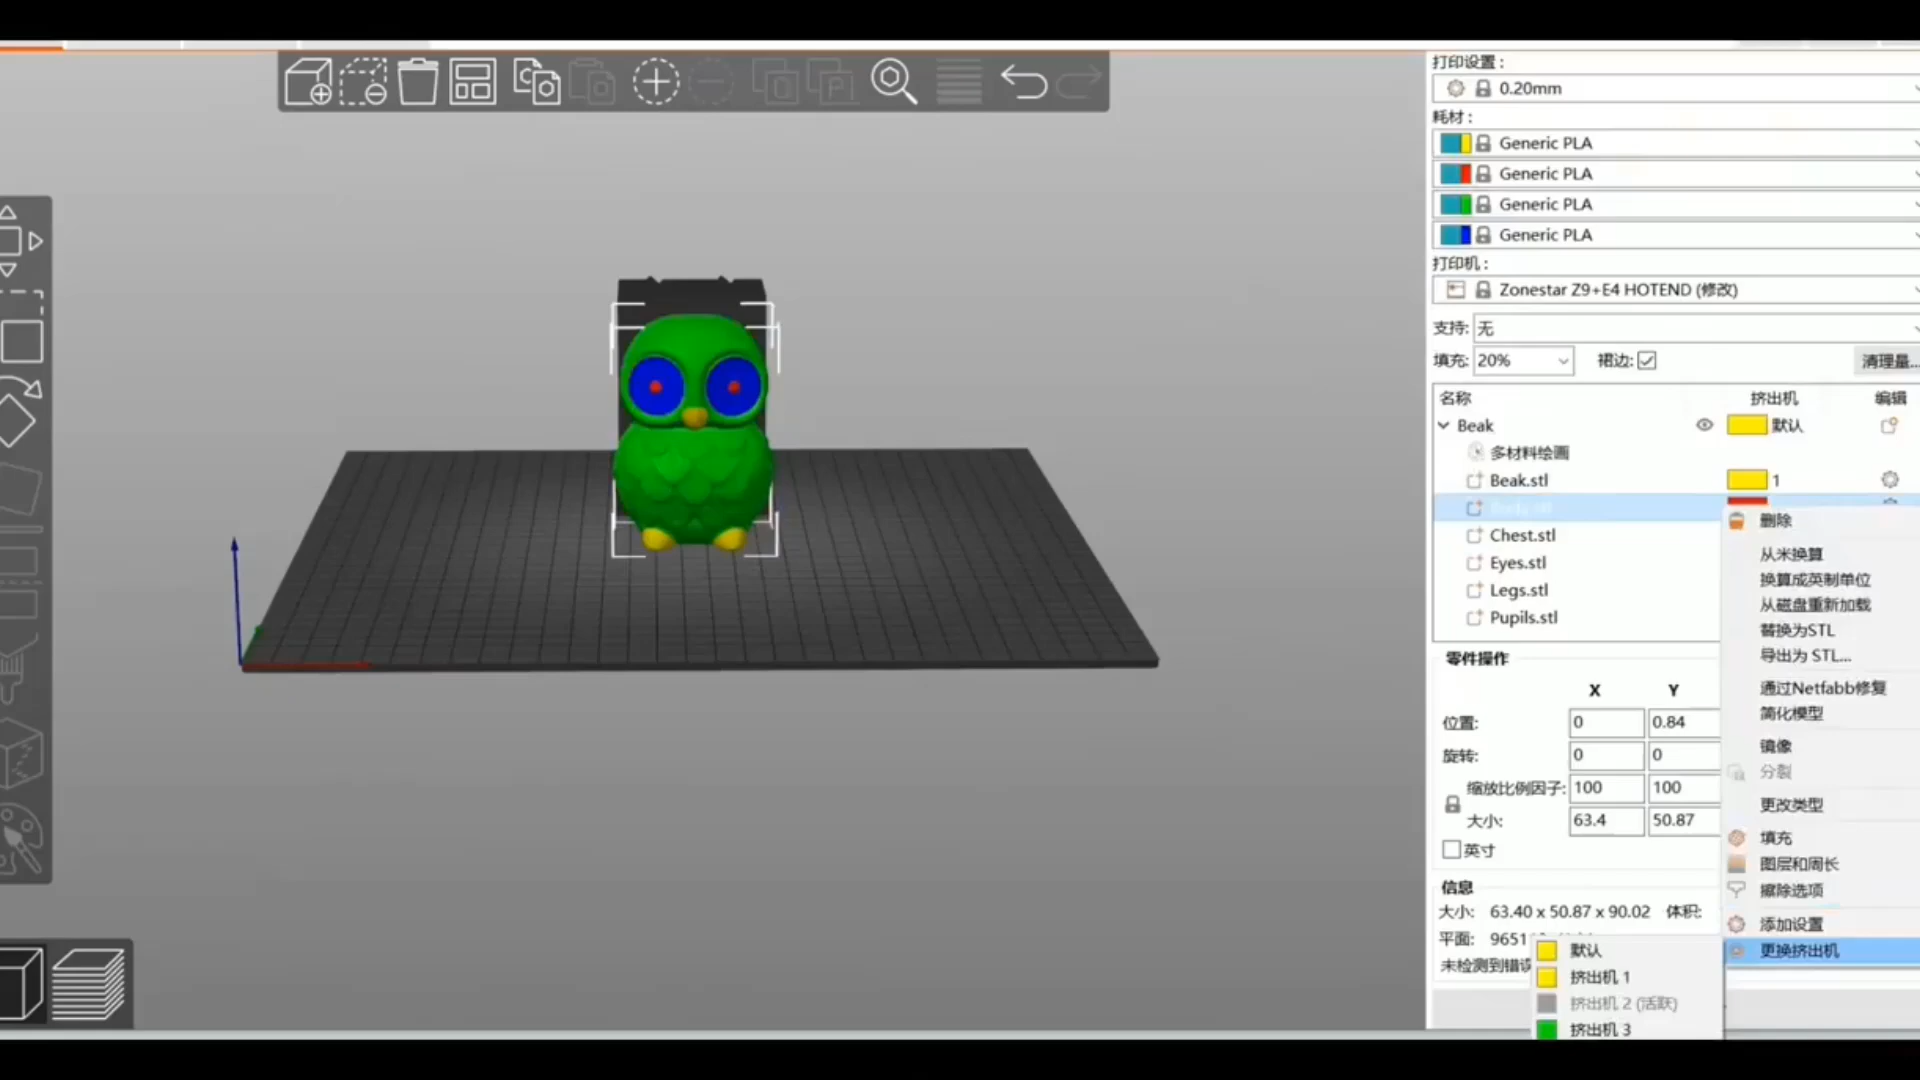 打印设置：
0.20mm
耗材：
Generic PLA
Generic PLA
Generic PLA
Generic PLA
打印机：
Zonestar Z9+E4 HOTEND (修改)
支持: 无
填充: 20% 裙边: 清理量...
名称 挤出机 编辑
Beak 默认
多材料绘画
Beak.stl 1
Chest.stl
Eyes.stl
Legs.stl
Pupils.stl
删除
从米换算
换算成英制单位
从磁盘重新加载
替换为STL
导出为 STL...
通过Netfabb修复
简化模型
镜像
分裂
更改类型
填充
图层和周长
擦除选项
添加设置
更换挤出机
零件操作
X Y
位置: 0 0.84
旋转: 0 0
缩放比例因子: 100 100
大小: 63.4 50.87
英寸
信息
大小: 63.40 x 50.87 x 90.02 体积:
平面: 9651
未检测到错误
默认
挤出机 1
挤出机 2 (活跃)
挤出机 3